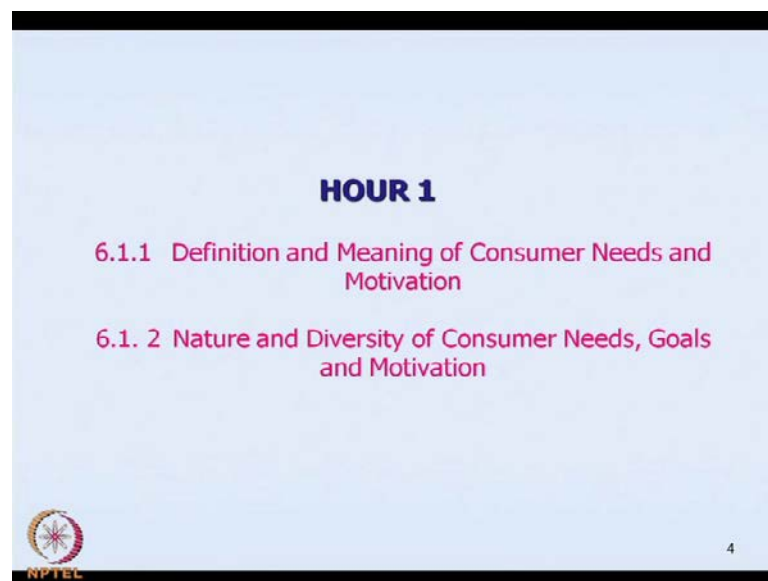 HOUR 1
6.1.1 Definition and Meaning of Consumer Needs and
Motivation
6.1. 2 Nature and Diversity of Consumer Needs, Goals
and Motivation
NPTEL
4